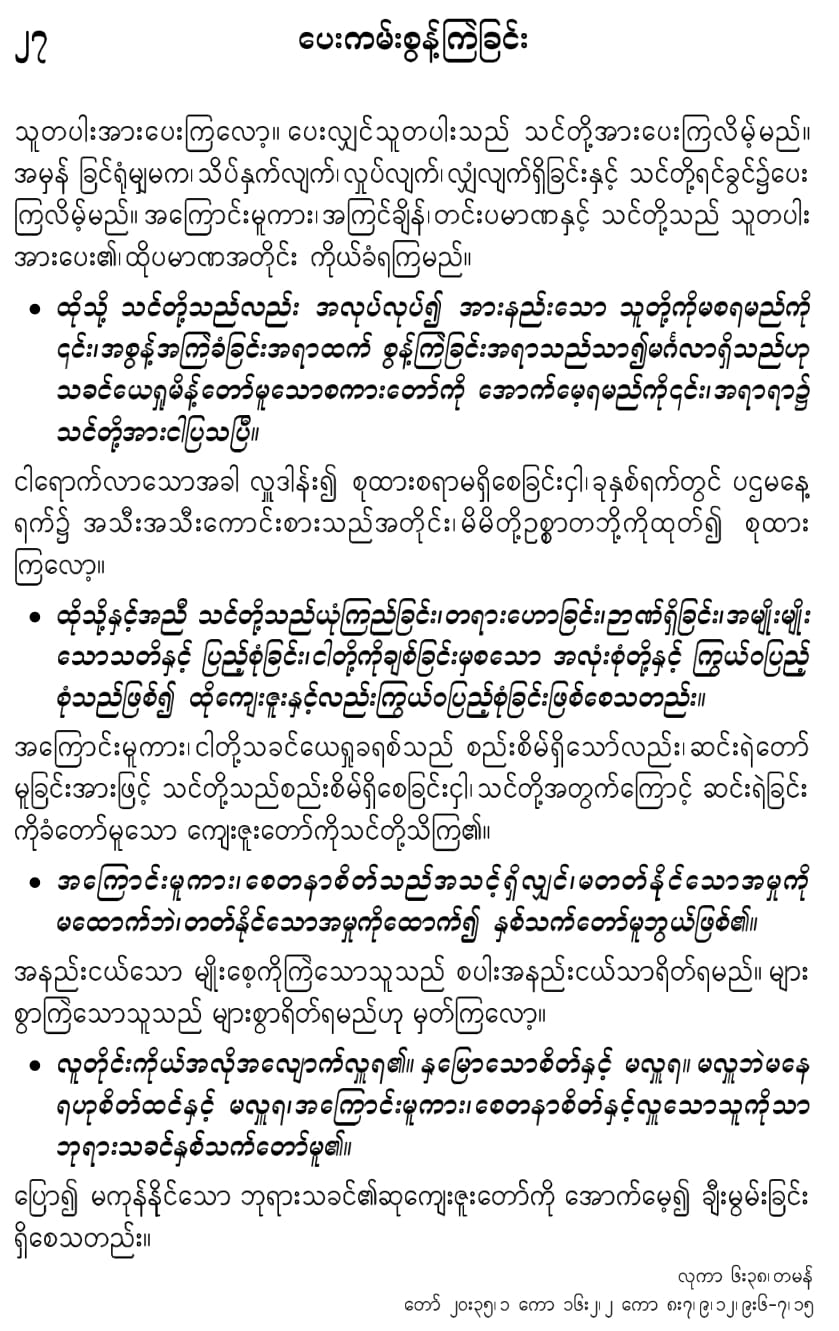 ၂၇ ပေးကမ်းစွန့်ကြဲခြင်း
သူတပါးအားပေးကြလော့။ ပေးလျှင်သူတပါးသည် သင်တို့အားပေးကြလိမ့်မည်။
အမှန် ခြင်ရုံမျှမက၊ သိပ်နှက်လျက်၊ လှုပ်လျက်၊ လျှံလျက်ရှိခြင်းနှင့် သင်တို့ရင်ခွင်၌ပေး
ကြလိမ့်မည်။ အကြောင်းမူကား၊ အကြင်ချိန်၊ တင်းပမာဏနှင့် သင်တို့သည် သူတပါး
အားပေး၏၊ ထိုပမာဏအတိုင်း ကိုယ်ခံရကြမည်။
• ထိုသို့ သင်တို့သည်လည်း အလုပ်လုပ်၍ အားနည်းသော သူတို့ကိုမစရမည်ကို
၎င်း၊ အစွန့်အကြဲခံခြင်းအရာထက် စွန့်ကြဲခြင်းအရာသည်သာ၍မင်္ဂလာရှိသည်ဟု
သခင်ယေရှုမိန့်တော်မူသောစကားတော်ကို အောက်မေ့ရမည်ကို၎င်း၊ အရာရာ၌
သင်တို့အားငါပြသပြီ။
ငါရောက်လာသောအခါ လှူဒါန်း၍ စုထားစရာမရှိစေခြင်းငှါ၊ ခုနှစ်ရက်တွင် ပဌမနေ့
ရက်၌ အသီးအသီးကောင်းစားသည်အတိုင်း၊ မိမိတို့ဥစ္စာတဘို့ကိုထုတ်၍ စုထား
ကြလော့။
• ထိုသို့နှင့်အညီ သင်တို့သည်ယုံကြည်ခြင်း၊ တရားဟောခြင်း၊ ဉာဏ်ရှိခြင်း၊ အမျိုးမျိုး
သောသတိနှင့် ပြည့်စုံခြင်း၊ ငါတို့ကိုချစ်ခြင်းမှစသော အလုံးစုံတို့နှင့် ကြွယ်ဝပြည့်
စုံသည်ဖြစ်၍ ထိုကျေးဇူးနှင့်လည်းကြွယ်ဝပြည့်စုံခြင်းဖြစ်စေသတည်း။
အကြောင်းမူကား၊ ငါတို့သခင်ယေရှုခရစ်သည် စည်းစိမ်ရှိသော်လည်း၊ ဆင်းရဲတော်
မူခြင်းအားဖြင့် သင်တို့သည်စည်းစိမ်ရှိစေခြင်းငှါ၊ သင်တို့အတွက်ကြောင့် ဆင်းရဲခြင်း
ကိုခံတော်မူသော ကျေးဇူးတော်ကိုသင်တို့သိကြ၏။
• အကြောင်းမူကား၊ စေတနာစိတ်သည်အသင့်ရှိလျှင်၊ မတတ်နိုင်သောအမှုကို
မထောက်ဘဲ၊ တတ်နိုင်သောအမှုကိုထောက်၍ နှစ်သက်တော်မူဘွယ်ဖြစ်၏။
အနည်းငယ်သော မျိုးစေ့ကိုကြဲသောသူသည် စပါးအနည်းငယ်သာရိတ်ရမည်။ များ
စွာကြဲသောသူသည် များစွာရိတ်ရမည်ဟု မှတ်ကြလော့။
• လူတိုင်းကိုယ်အလိုအလျောက်လှူရ၏။ နှမြောသောစိတ်နှင့် မလှူရ။ မလှူဘဲမနေ
ရဟုစိတ်ထင်နှင့် မလှူရ၊ အကြောင်းမူကား၊ စေတနာစိတ်နှင့်လှူသောသူကိုသာ
ဘုရားသခင်နှစ်သက်တော်မူ၏။
ပြော၍ မကုန်နိုင်သော ဘုရားသခင်၏ဆုကျေးဇူးတော်ကို အောက်မေ့၍ ချီးမွမ်းခြင်း
ရှိစေသတည်း။
လုကာ ၆း၃၈၊ တမန်
တော် ၂၀း၃၅၊ ၁ ကော ၁၆း၂၊ ၂ ကော ၈း၇၊ ၉၊ ၁၂၊ ၉း၆-၇၊ ၁၅